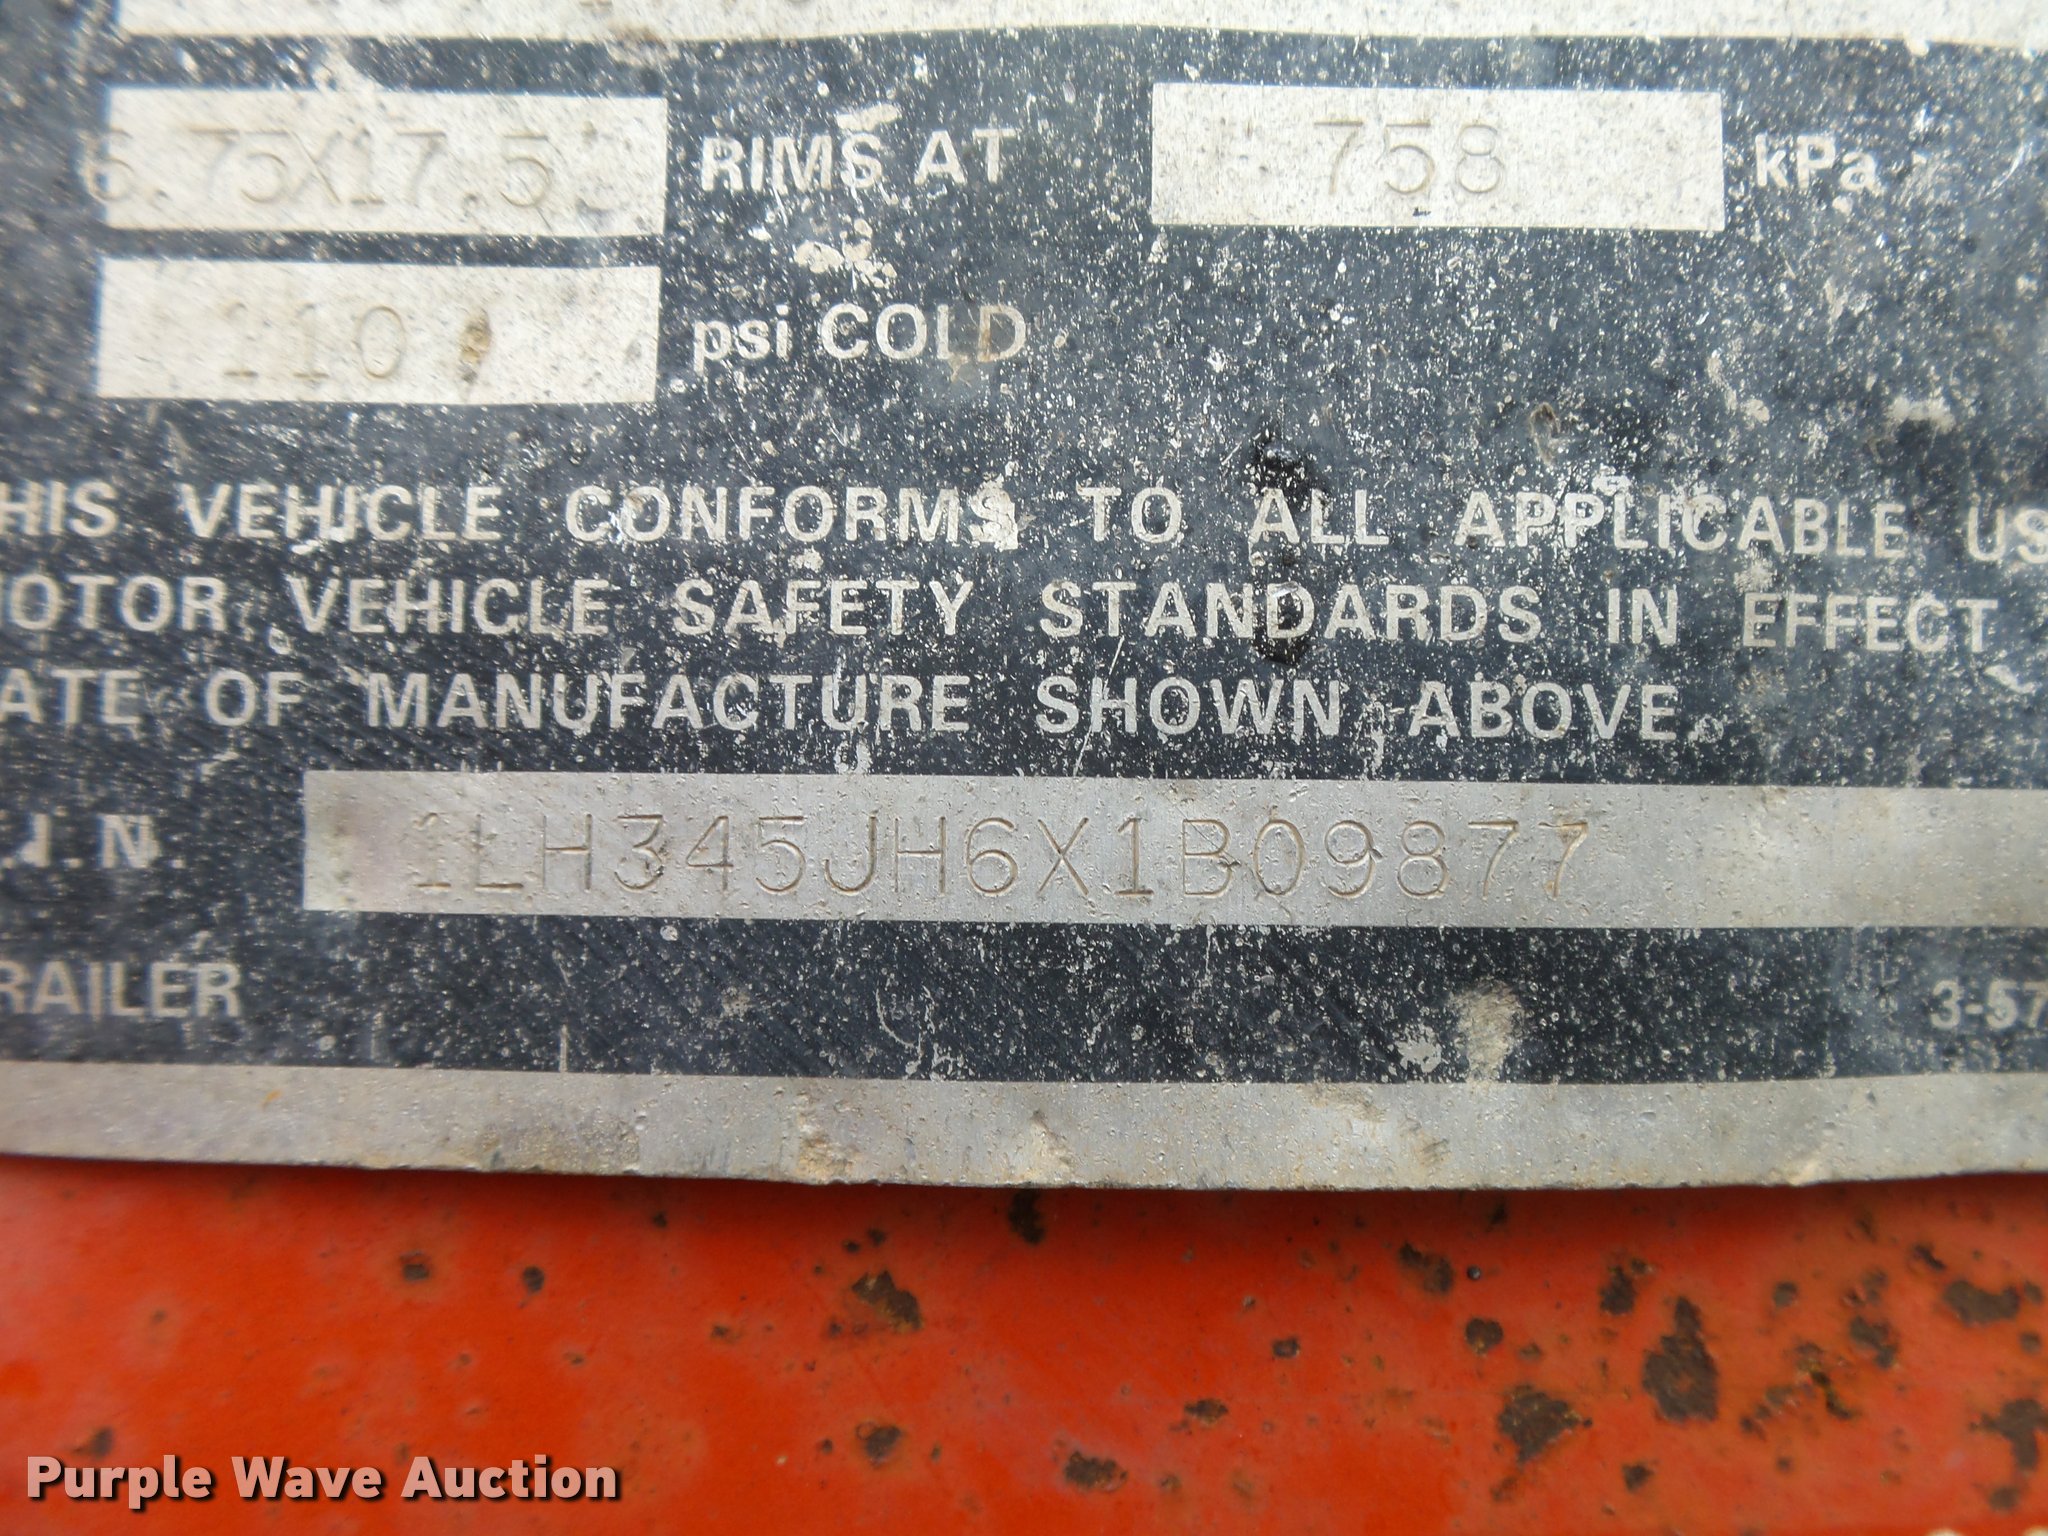 6.75X17.5 RIMS AT 758 kPa
110 psi COLD
HIS VEHICLE CONFORMS TO ALL APPLICABLE US
OTOR VEHICLE SAFETY STANDARDS IN EFFECT
ATE OF MANUFACTURE SHOWN ABOVE.
.I.N. 1LH345JH6X1B09877
RAILER 3-57
Purple Wave Auction